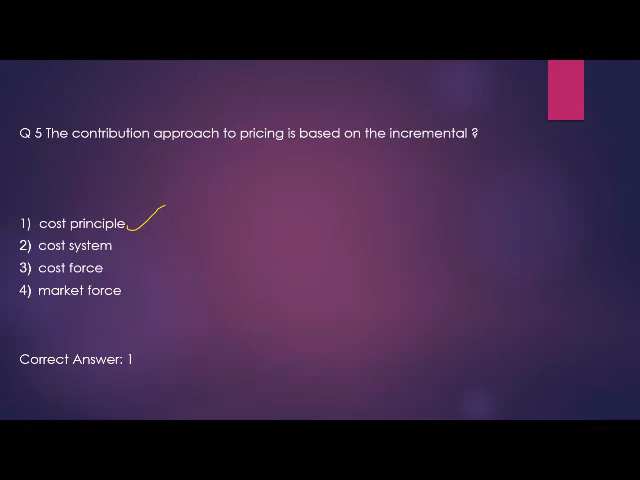 Q 5 The contribution approach to pricing is based on the incremental ?
1) cost principle
2) cost system
3) cost force
4) market force
Correct Answer: 1